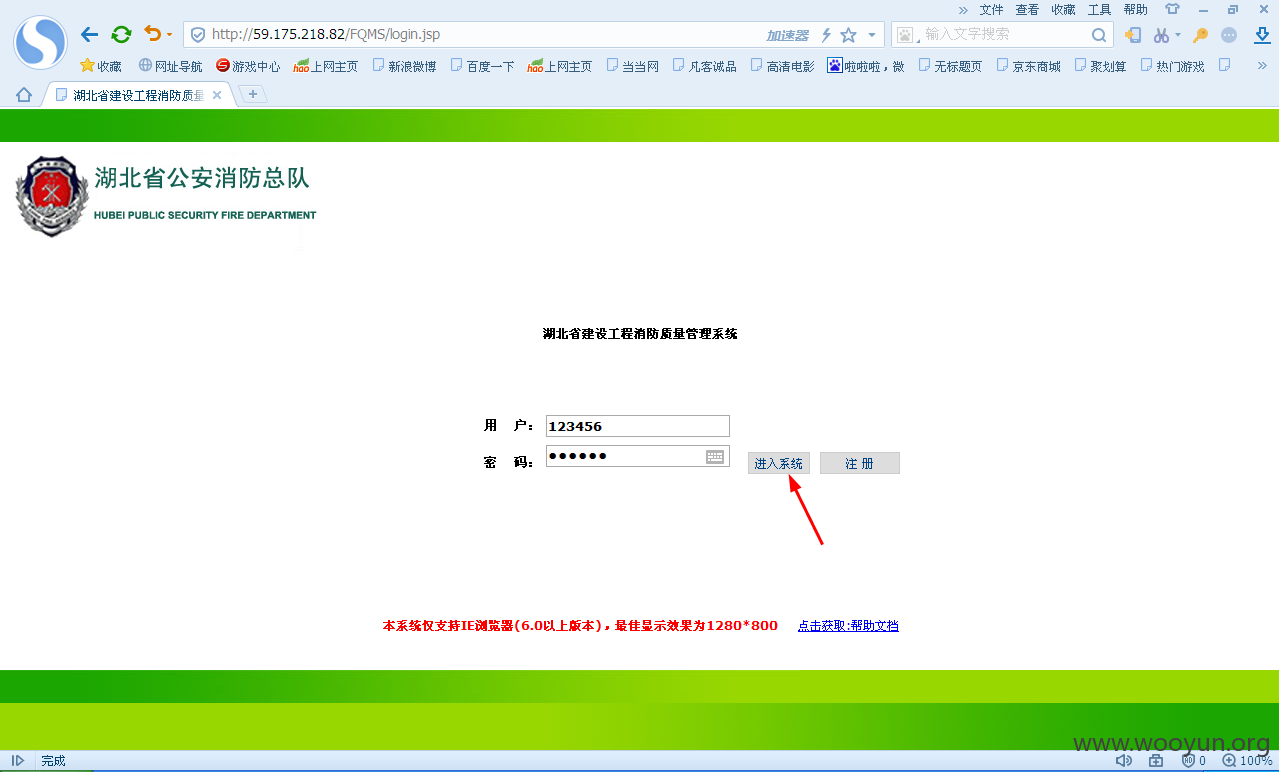 文件 查看 收藏 工具 帮助
http://59.175.218.82/FQMS/login.jsp 加速器 输入文字搜索
收藏 网址导航 游戏中心 hao上网主页 新浪微博 百度一下 hao上网主页 当当网 凡客诚品 高清电影 啦啦啦，微 无标题页 京东商城 聚划算 热门游戏
湖北省建设工程消防质量
湖北省公安消防总队
HUBEI PUBLIC SECURITY FIRE DEPARTMENT
湖北省建设工程消防质量管理系统
用 户： 123456
密 码： ●●●●●●
进入系统 注 册
本系统仅支持IE浏览器(6.0以上版本)，最佳显示效果为1280*800 点击获取:帮助文档
www.wooyun.org
完成 0 100%